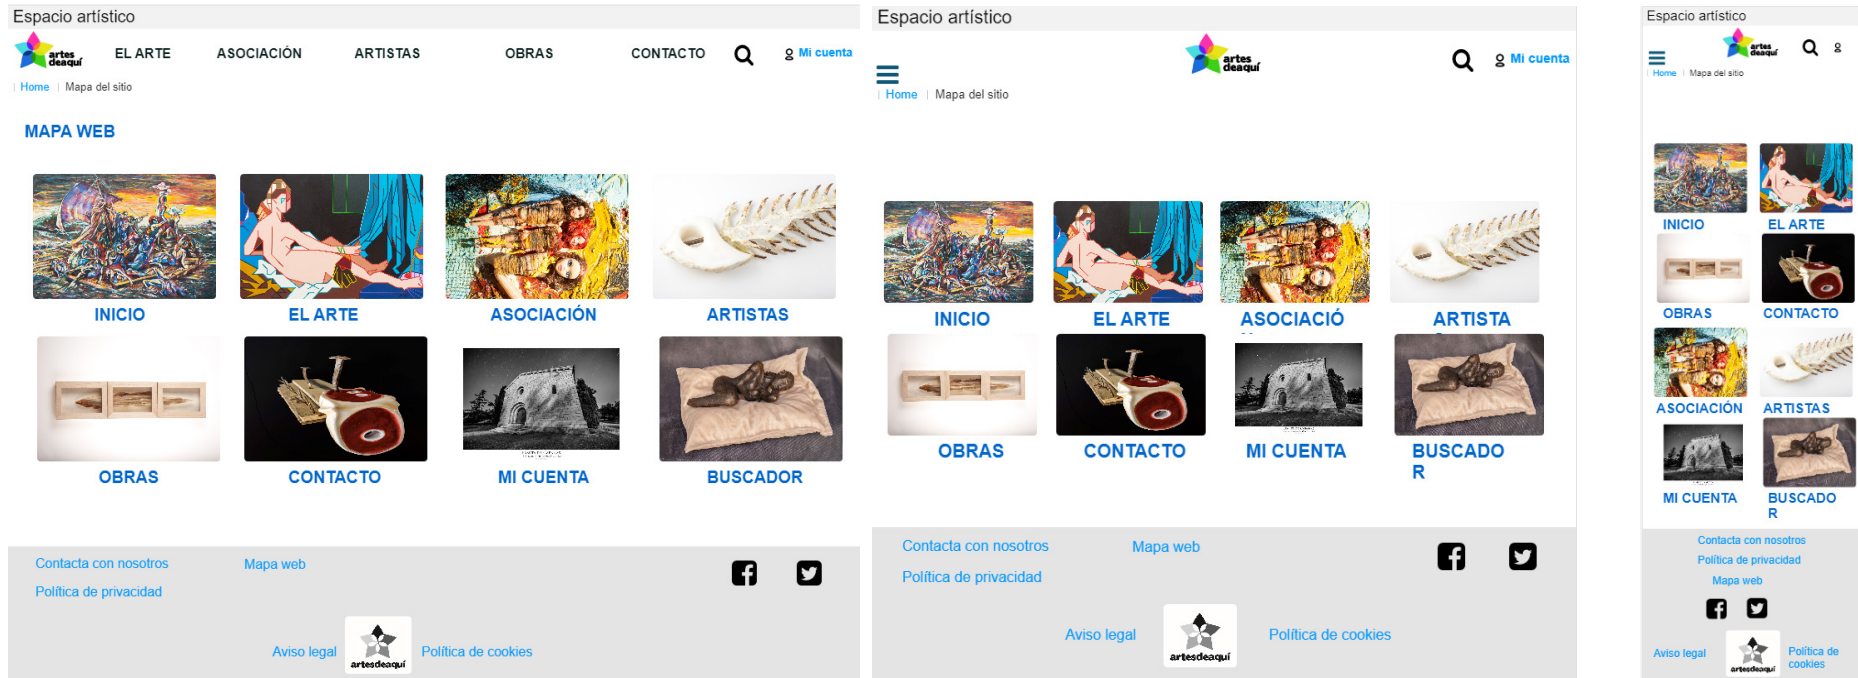 Espacio artístico
artes
deaquí
EL ARTE
ASOCIACIÓN
ARTISTAS
OBRAS
CONTACTO
Mi cuenta
Home
Mapa del sitio
MAPA WEB
INICIO
EL ARTE
ASOCIACIÓN
ARTISTAS
OBRAS
CONTACTO
MI CUENTA
BUSCADOR
Contacta con nosotros
Mapa web
Política de privacidad
Aviso legal
artesdeaquí
Política de cookies
Espacio artístico
artes
deaquí
Mi cuenta
Home
Mapa del sitio
INICIO
EL ARTE
ASOCIACIÓ
ARTISTA
OBRAS
CONTACTO
MI CUENTA
BUSCADO
R
Contacta con nosotros
Mapa web
Política de privacidad
Aviso legal
artesdeaquí
Política de cookies
Espacio artístico
artes
deaquí
Home
Mapa del sitio
INICIO
EL ARTE
OBRAS
CONTACTO
ASOCIACIÓN
ARTISTAS
MI CUENTA
BUSCADO
R
Contacta con nosotros
Política de privacidad
Mapa web
Aviso legal
artesdeaquí
Política de
cookies